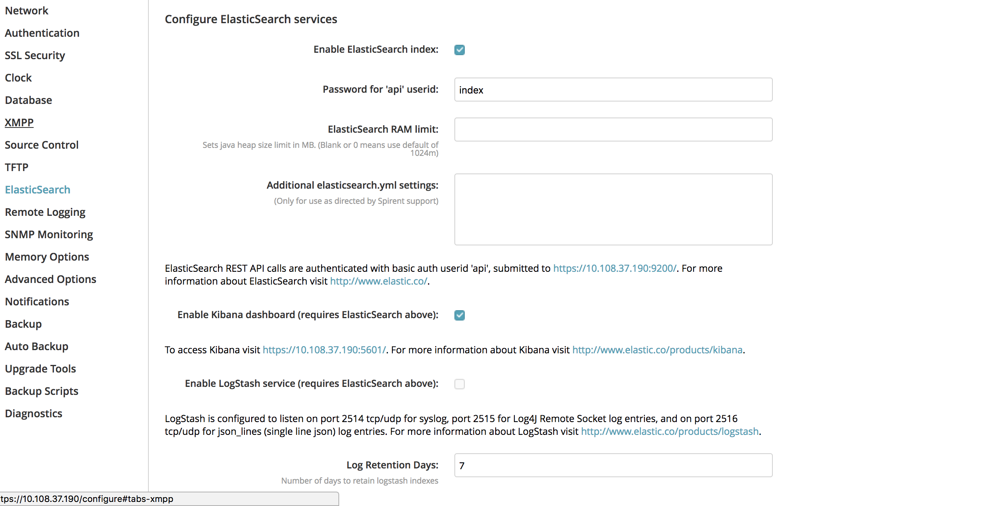 Network
Authentication
SSL Security
Clock
Database
XMPP
Source Control
TFTP
ElasticSearch
Remote Logging
SNMP Monitoring
Memory Options
Advanced Options
Notifications
Backup
Auto Backup
Upgrade Tools
Backup Scripts
Diagnostics
Configure ElasticSearch services
Enable ElasticSearch index:
Password for 'api' userid:
index
ElasticSearch RAM limit:
Sets java heap size limit in MB. (Blank or 0 means use default of
1024m)
Additional elasticsearch.yml settings:
(Only for use as directed by Spirent support)
ElasticSearch REST API calls are authenticated with basic auth userid 'api', submitted to https://10.108.37.190:9200/. For more
information about ElasticSearch visit http://www.elastic.co/.
Enable Kibana dashboard (requires ElasticSearch above):
To access Kibana visit https://10.108.37.190:5601/. For more information about Kibana visit http://www.elastic.co/products/kibana.
Enable LogStash service (requires ElasticSearch above):
LogStash is configured to listen on port 2514 tcp/udp for syslog, port 2515 for Log4J Remote Socket log entries, and on port 2516
tcp/udp for json_lines (single line json) log entries. For more information about LogStash visit http://www.elastic.co/products/logstash.
Log Retention Days:
7
Number of days to retain logstash indexes
tps://10.108.37.190/configure#tabs-xmpp